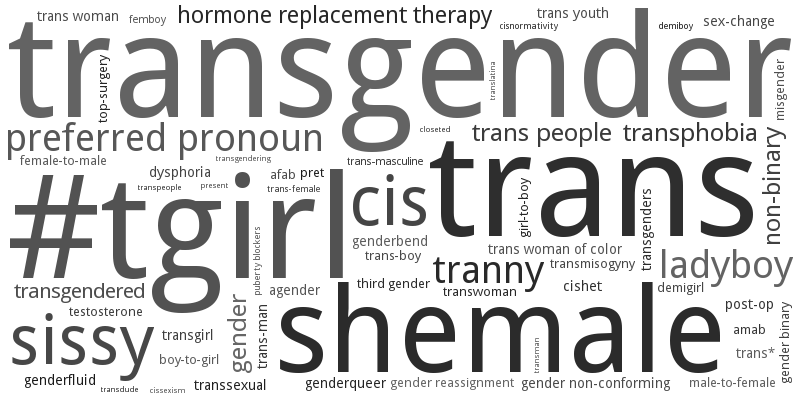 trans woman
femboy
hormone replacement therapy
trans youth
cisnormativity
demiboy
sex-change
transgender
top-surgery
translatina
misgender
preferred pronoun
closeted
trans people
transphobia
female-to-male
transgendering
trans-masculine
trans
non-binary
dysphoria
afab
pret
transpeople
present
trans-female
#tgirl
cis
girl-to-boy
transgenders
genderbend
trans-boy
puberty blockers
trans woman of color
tranny
transmisogyny
ladyboy
transgendered
agender
third gender
transwoman
cishet
demigirl
testosterone
gender
trans-man
shemale
post-op
gender binary
sissy
transgirl
amab
boy-to-girl
transman
trans*
genderfluid
transdude
cissexism
transsexual
genderqueer
gender reassignment
gender non-conforming
male-to-female